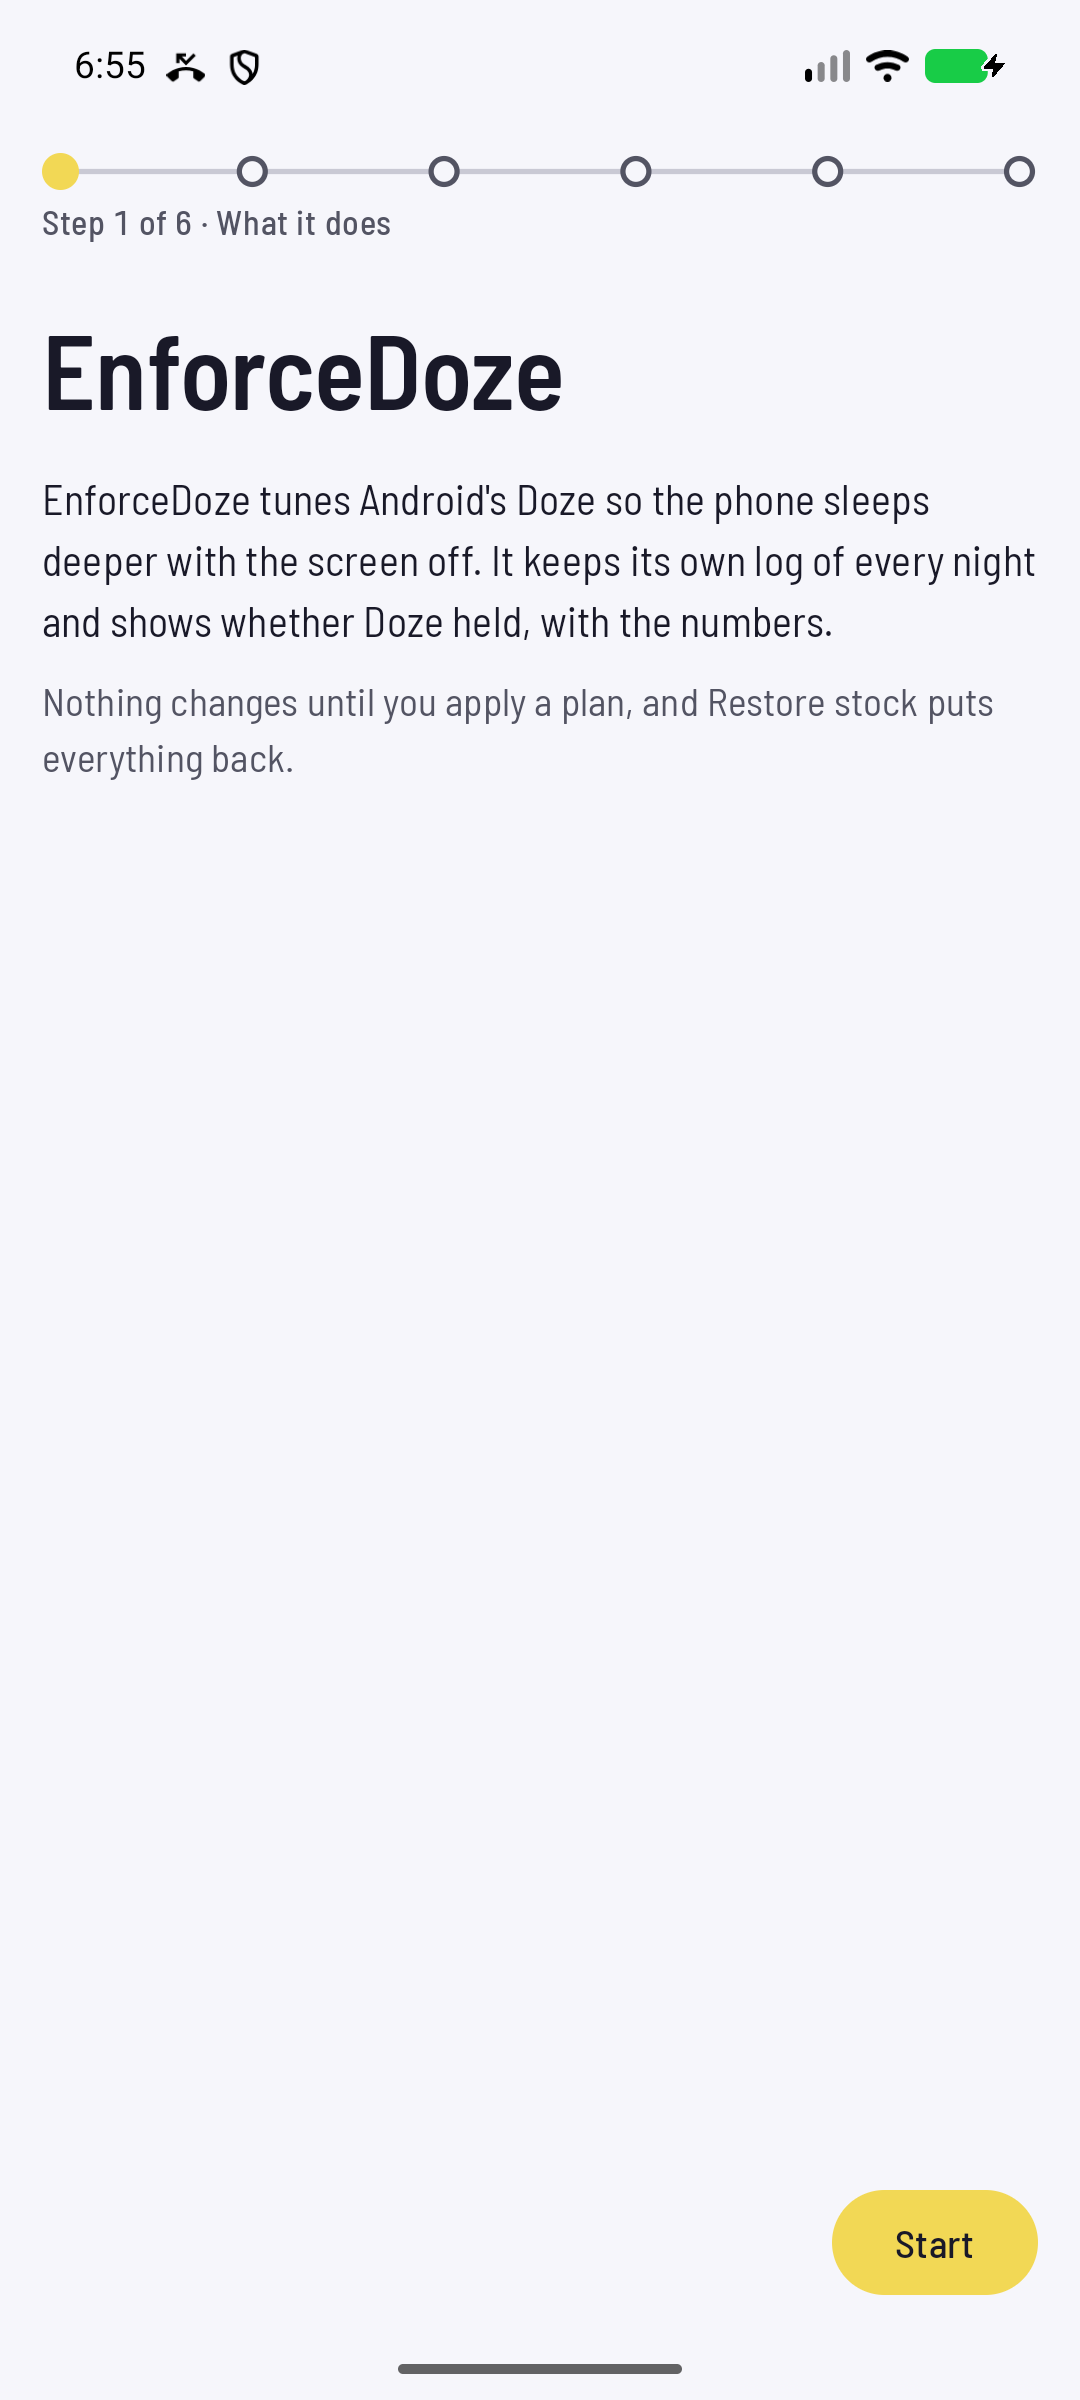 6:55
Step 1 of 6 · What it does
EnforceDoze
EnforceDoze tunes Android's Doze so the phone sleeps
deeper with the screen off. It keeps its own log of every night
and shows whether Doze held, with the numbers.
Nothing changes until you apply a plan, and Restore stock puts
everything back.
Start